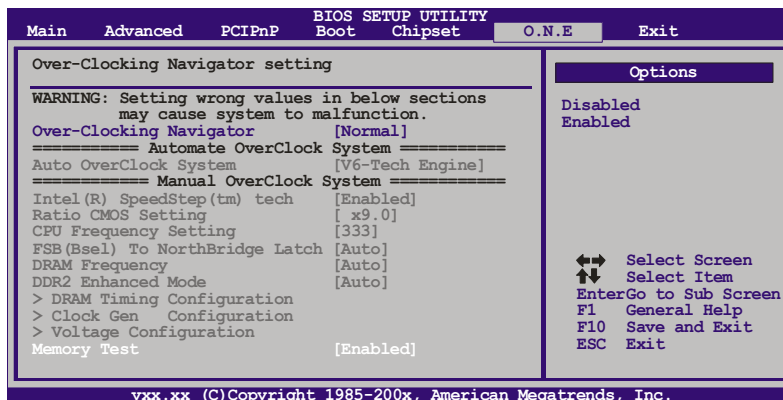 BIOS SETUP UTILITY
Main Advanced PCIPnP Boot Chipset O.N.E Exit
Over-Clocking Navigator setting
WARNING: Setting wrong values in below sections
may cause system to malfunction.
Over-Clocking Navigator [Normal]
=========== Automate OverClock System ===========
Auto OverClock System [V6-Tech Engine]
============ Manual OverClock System ============
Intel(R) SpeedStep(tm) tech [Enabled]
Ratio CMOS Setting [ x9.0]
CPU Frequency Setting [333]
FSB(Bsel) To NorthBridge Latch [Auto]
DRAM Frequency [Auto]
DDR2 Enhanced Mode [Auto]
> DRAM Timing Configuration
> Clock Gen Configuration
> Voltage Configuration
Memory Test [Enabled]
Options
Disabled
Enabled
Select Screen
Select Item
EnterGo to Sub Screen
F1 General Help
F10 Save and Exit
ESC Exit
vxx.xx (C)Copyright 1985-200x, American Megatrends, Inc.